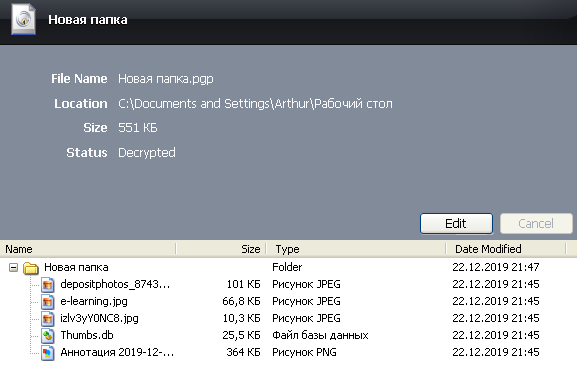 Новая папка
File Name Новая папка.pgp
Location C:\Documents and Settings\Arthur\Рабочий стол
Size 551 КБ
Status Decrypted
Edit Cancel
Name Size Type Date Modified
Новая папка Folder 22.12.2019 21:47
depositphotos_8743... 101 КБ Рисунок JPEG 22.12.2019 21:45
e-learning.jpg 66,8 КБ Рисунок JPEG 22.12.2019 21:45
izlv3yY0NC8.jpg 10,3 КБ Рисунок JPEG 22.12.2019 21:45
Thumbs.db 25,5 КБ Файл базы данных 22.12.2019 21:45
Аннотация 2019-12-... 364 КБ Рисунок PNG 22.12.2019 21:45